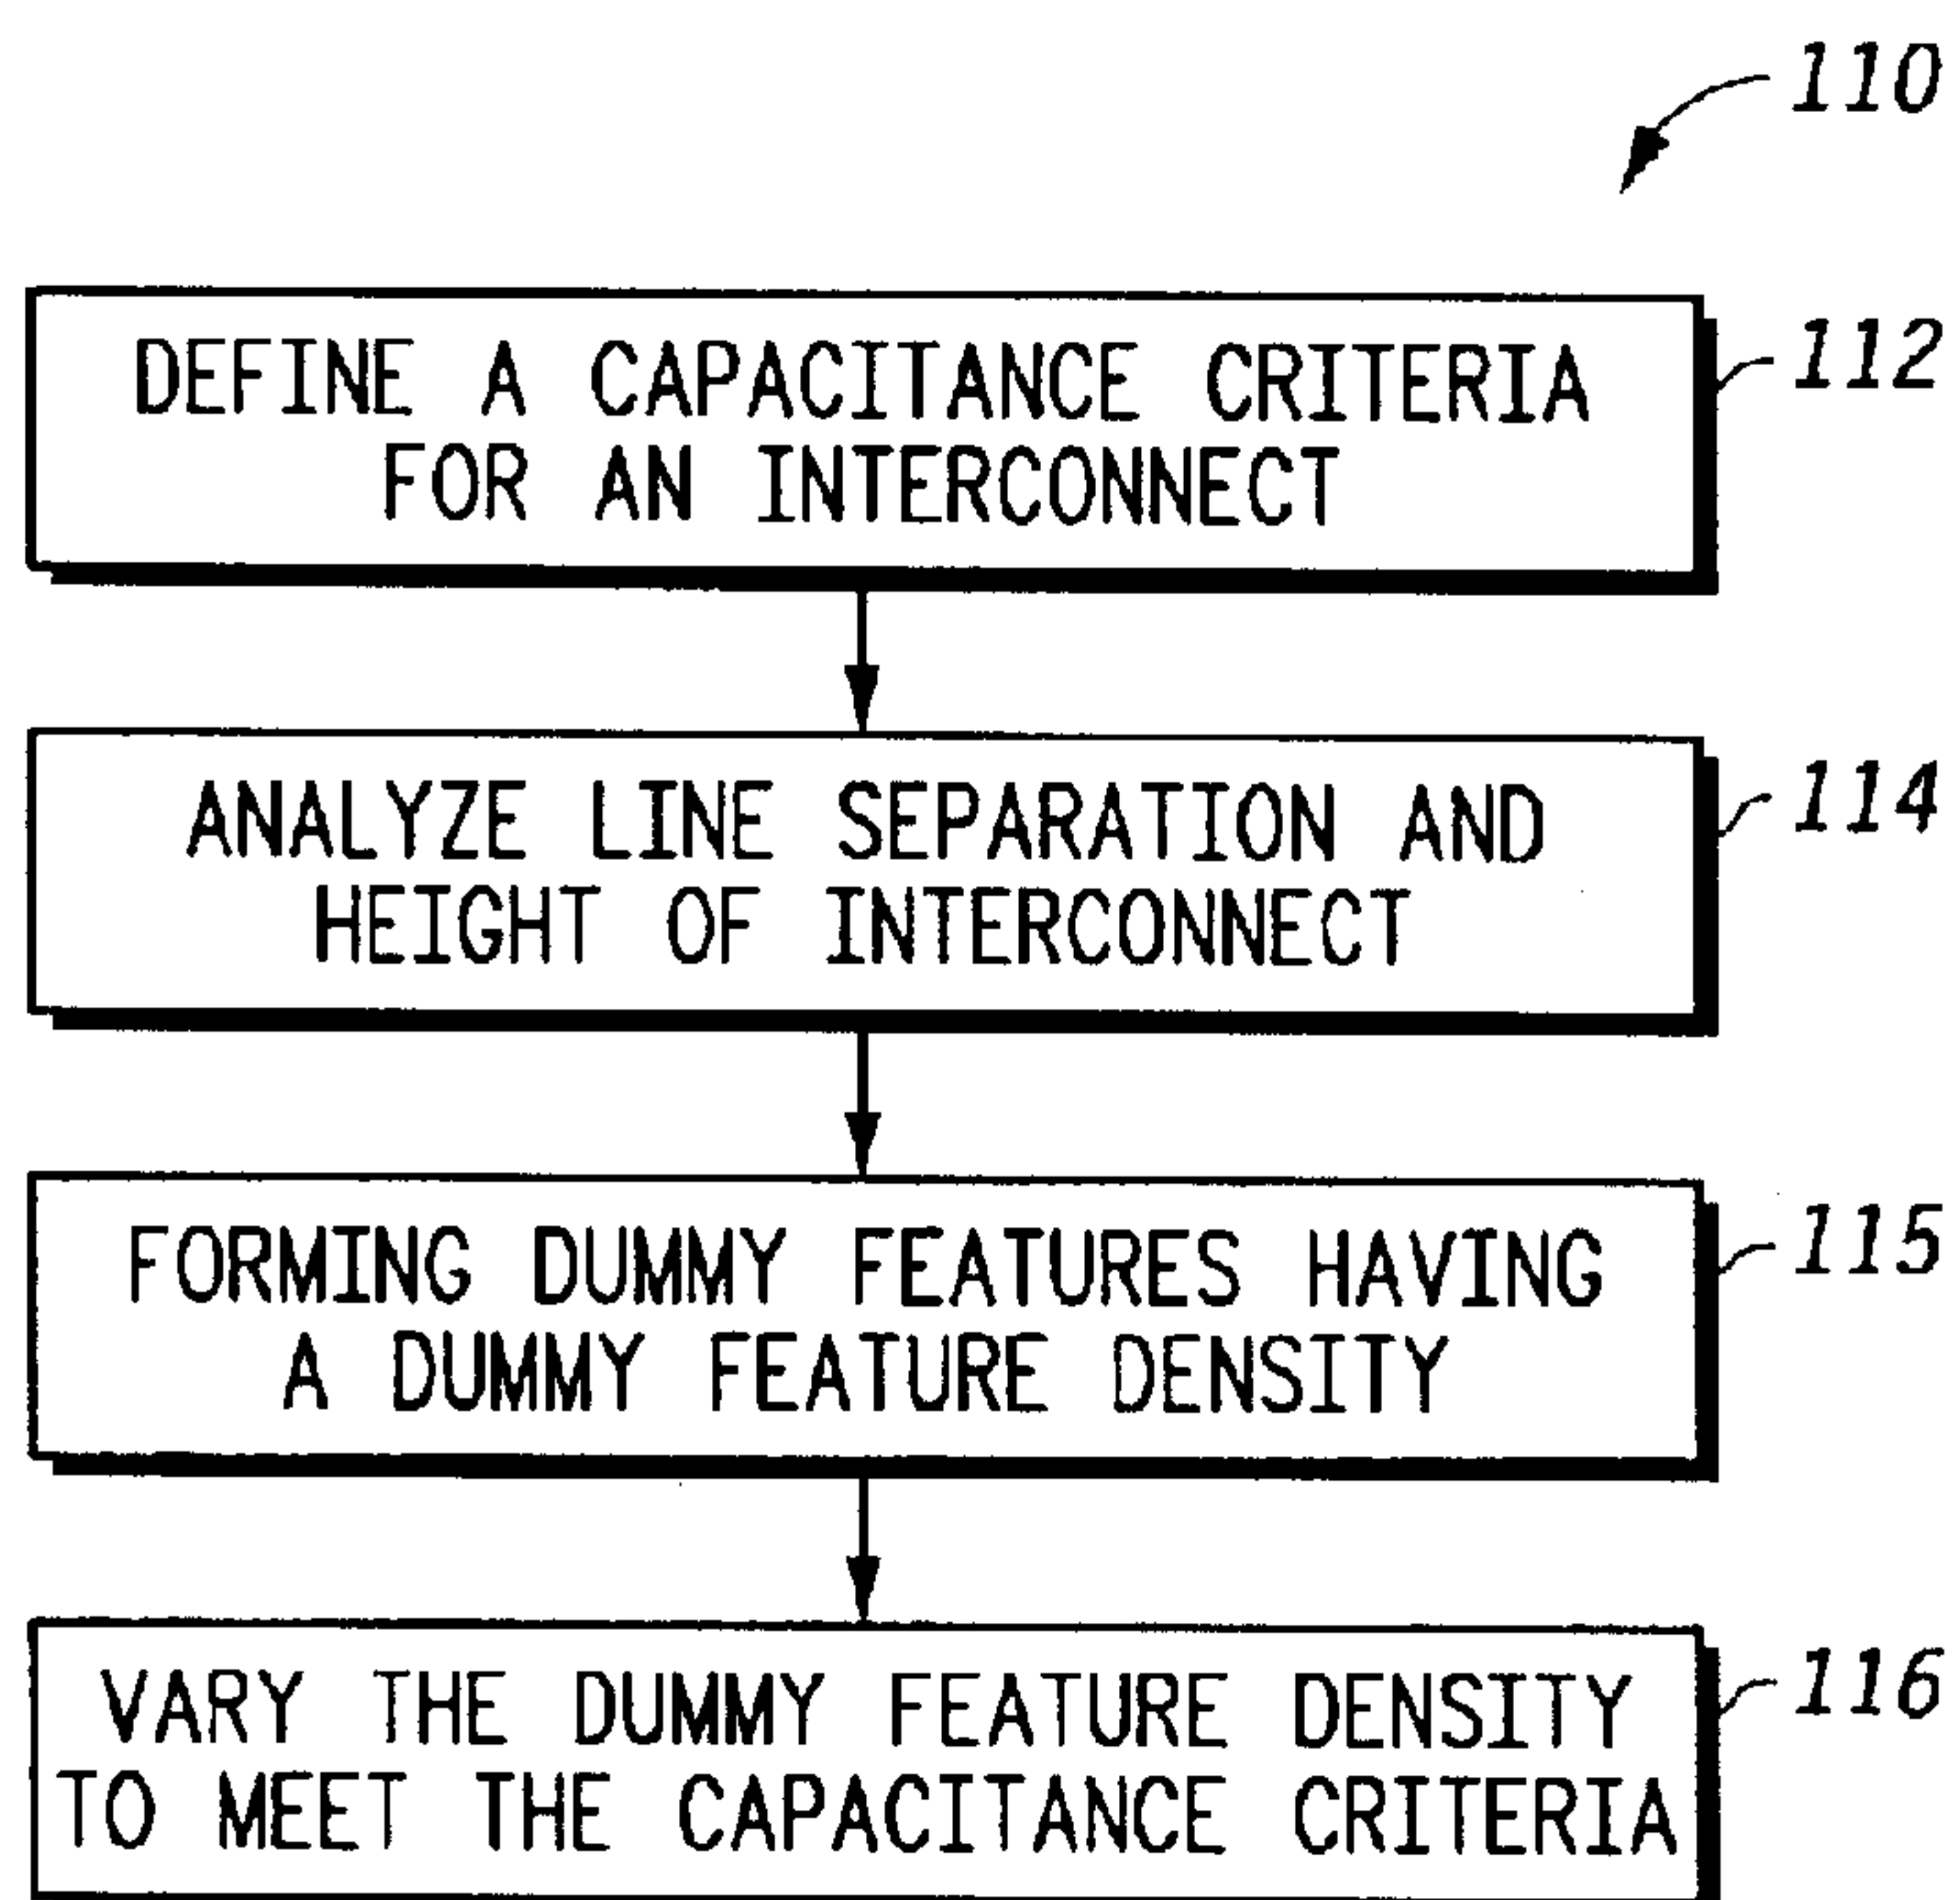 110
DEFINE A CAPACITANCE CRITERIA
FOR AN INTERCONNECT
112
ANALYZE LINE SEPARATION AND
HEIGHT OF INTERCONNECT
114
FORMING DUMMY FEATURES HAVING
A DUMMY FEATURE DENSITY
115
VARY THE DUMMY FEATURE DENSITY
TO MEET THE CAPACITANCE CRITERIA
116